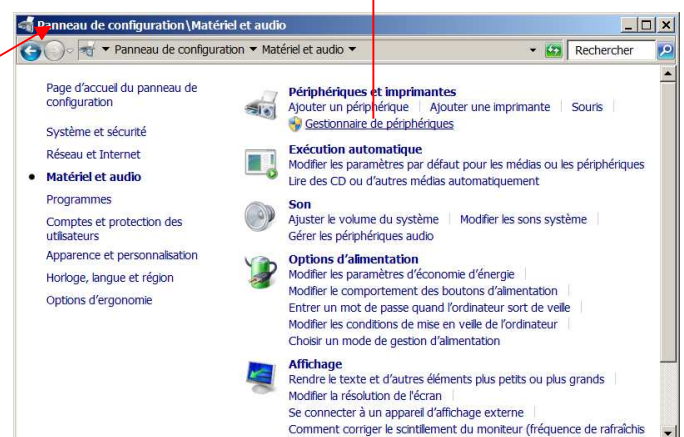 Panneau de configuration\Matériel et audio
Panneau de configuration Matériel et audio Rechercher
Page d'accueil du panneau de
configuration
Système et sécurité
Réseau et Internet
Matériel et audio
Programmes
Comptes et protection des
utilisateurs
Apparence et personnalisation
Horloge, langue et région
Options d'ergonomie
Périphériques et imprimantes
Ajouter un périphérique Ajouter une imprimante Souris
Gestionnaire de périphériques
Exécution automatique
Modifier les paramètres par défaut pour les médias ou les périphériques
Lire des CD ou d'autres médias automatiquement
Son
Ajuster le volume du système Modifier les sons système
Gérer les périphériques audio
Options d'alimentation
Modifier les paramètres d'économie d'énergie
Modifier le comportement des boutons d'alimentation
Entrer un mot de passe quand l'ordinateur sort de veille
Modifier les conditions de mise en veille de l'ordinateur
Choisir un mode de gestion d'alimentation
Affichage
Rendre le texte et d'autres éléments plus petits ou plus grands
Modifier la résolution de l'écran
Se connecter à un appareil d'affichage externe
Comment corriger le scintillement du moniteur (fréquence de rafraîchis